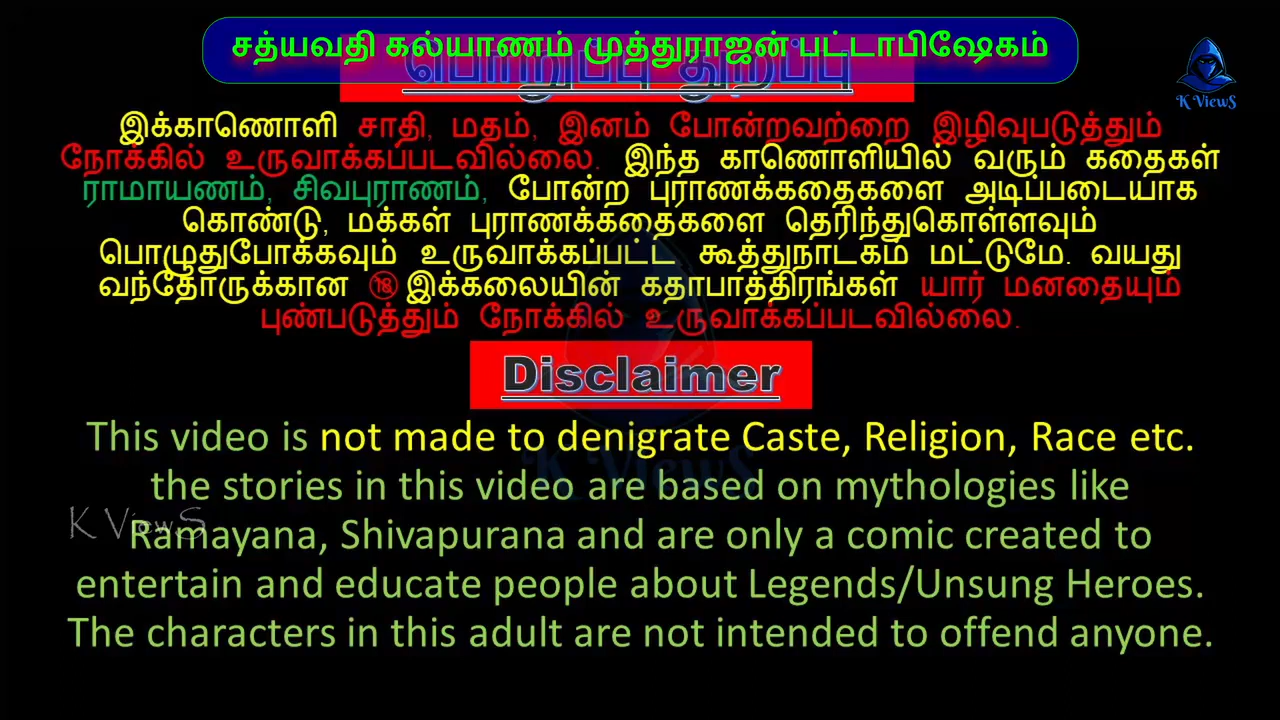 சத்யவதி கல்யாணம் முத்துராஜன் பட்டாபிஷேகம்
பொறுப்பு துறப்பு
K ViewS
இக்காணொளி சாதி, மதம், இனம் போன்றவற்றை இழிவுபடுத்தும்
நோக்கில் உருவாக்கப்படவில்லை. இந்த காணொளியில் வரும் கதைகள்
ராமாயணம், சிவபுராணம், போன்ற புராணக்கதைகளை அடிப்படையாக
கொண்டு, மக்கள் புராணக்கதைகளை தெரிந்துகொள்ளவும்
பொழுதுபோக்கவும் உருவாக்கப்பட்ட கூத்துநாடகம் மட்டுமே. வயது
வந்தோருக்கான 🔞 இக்கலையின் கதாபாத்திரங்கள் யார் மனதையும்
புண்படுத்தும் நோக்கில் உருவாக்கப்படவில்லை.
Disclaimer
This video is not made to denigrate Caste, Religion, Race etc.
K ViewS
the stories in this video are based on mythologies like
K ViewS
Ramayana, Shivapurana and are only a comic created to
entertain and educate people about Legends/Unsung Heroes.
The characters in this adult are not intended to offend anyone.